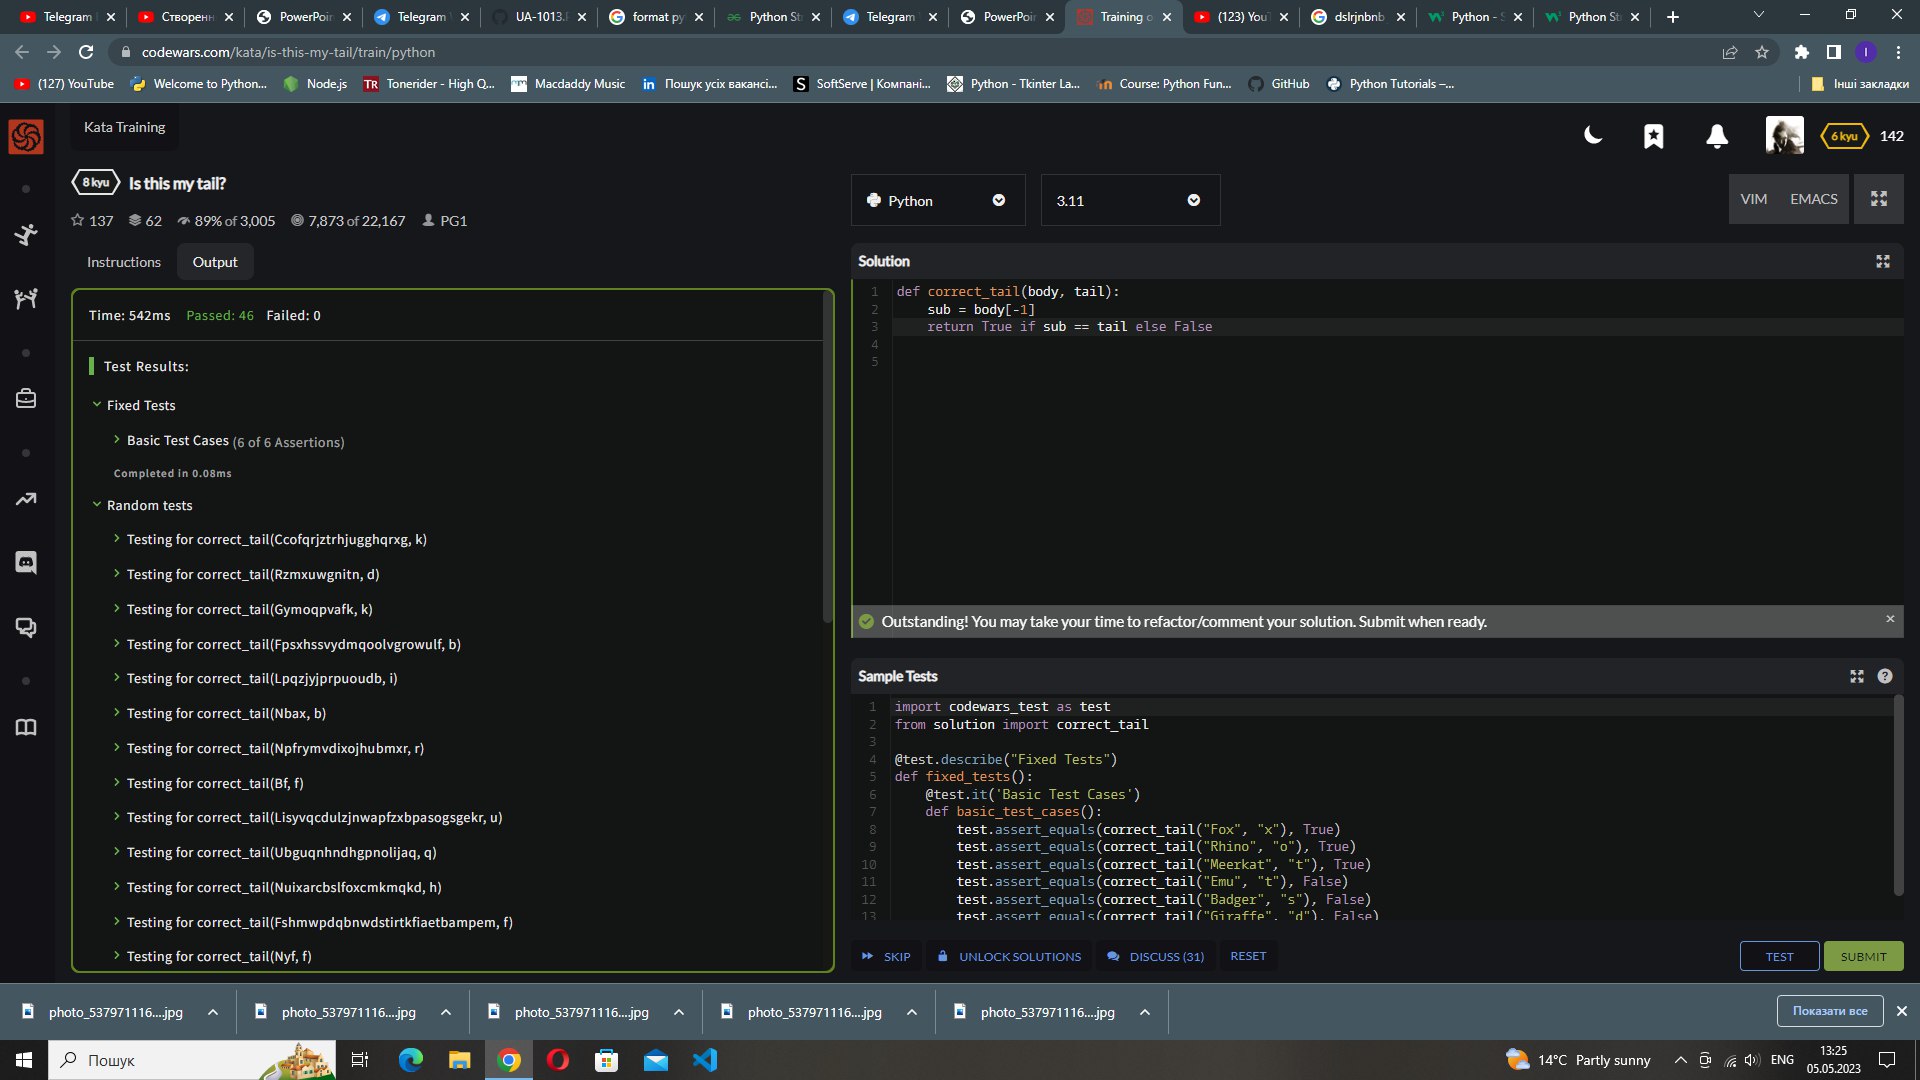 Telegram
Створенн
PowerPoin
Telegram
UA-1013.
format py
Python St
Telegram
PowerPoin
Training o
(123) You
dslrjnbnb
Python -
Python St
codewars.com/kata/is-this-my-tail/train/python
(127) YouTube
Welcome to Python...
Node.js
TR Tonerider - High Q...
Macdaddy Music
in Пошук усіх вакансі...
S SoftServe | Компані...
Python - Tkinter La...
Course: Python Fun...
GitHub
Python Tutorials –...
Інші закладки
Kata Training
6 kyu 142
8 kyu Is this my tail?
137 62 89% of 3,005 7,873 of 22,167 PG1
Python
3.11
VIM EMACS
Instructions Output
Solution
Time: 542ms Passed: 46 Failed: 0
Test Results:
Fixed Tests
Basic Test Cases (6 of 6 Assertions)
Completed in 0.08ms
Random tests
Testing for correct_tail(Ccofqrjztrhjugghqrxg, k)
Testing for correct_tail(Rzmxuwgnitn, d)
Testing for correct_tail(Gymoqpvafk, k)
Testing for correct_tail(Fpsxhssvydmqoolvgrowulf, b)
Testing for correct_tail(Lpqzjyjprpuoudb, i)
Testing for correct_tail(Nbax, b)
Testing for correct_tail(Npfrymvdixojhubmxr, r)
Testing for correct_tail(Bf, f)
Testing for correct_tail(Lisyvqcdulzjnwapfzxbpasogsgekr, u)
Testing for correct_tail(Ubguqnhndhgpnolijaq, q)
Testing for correct_tail(Nuixarcbslfoxcmkmqkd, h)
Testing for correct_tail(Fshmwpdqbnwdstirtkfiaetbampem, f)
Testing for correct_tail(Nyf, f)
1 def correct_tail(body, tail):
2 sub = body[-1]
3 return True if sub == tail else False
4
5
Outstanding! You may take your time to refactor/comment your solution. Submit when ready.
Sample Tests
1 import codewars_test as test
2 from solution import correct_tail
3
4 @test.describe("Fixed Tests")
5 def fixed_tests():
6 @test.it('Basic Test Cases')
7 def basic_test_cases():
8 test.assert_equals(correct_tail("Fox", "x"), True)
9 test.assert_equals(correct_tail("Rhino", "o"), True)
10 test.assert_equals(correct_tail("Meerkat", "t"), True)
11 test.assert_equals(correct_tail("Emu", "t"), False)
12 test.assert_equals(correct_tail("Badger", "s"), False)
13 test.assert_equals(correct_tail("Giraffe", "d"), False)
SKIP UNLOCK SOLUTIONS DISCUSS (31) RESET
TEST SUBMIT
photo_537971116....jpg
photo_537971116....jpg
photo_537971116....jpg
photo_537971116....jpg
photo_537971116....jpg
Показати все
Пошук
14°C Partly sunny
ENG
13:25
05.05.2023